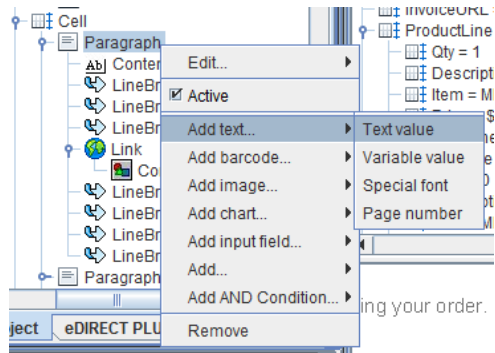 Cell
Paragraph
Ab
LineBr
LineBr
LineBr
Link
LineBr
LineBr
LineBr
LineBr
Paragraph
eDIRECT PLU
Edit...
Active
Add text...
Add barcode...
Add image...
Add chart...
Add input field...
Add...
Add AND Condition...
Remove
Text value
Variable value
Special font
Page number
InvoiceURL =
ProductLine
Qty = 1
Descript
Item = M
ing your order.